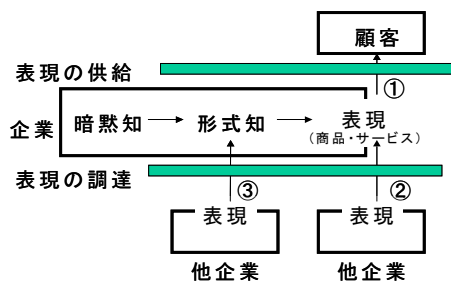 顧客
表現の供給
①
企業
暗黙知
形式知
表現
(商品・サービス)
表現の調達
③
②
表現
表現
他企業
他企業